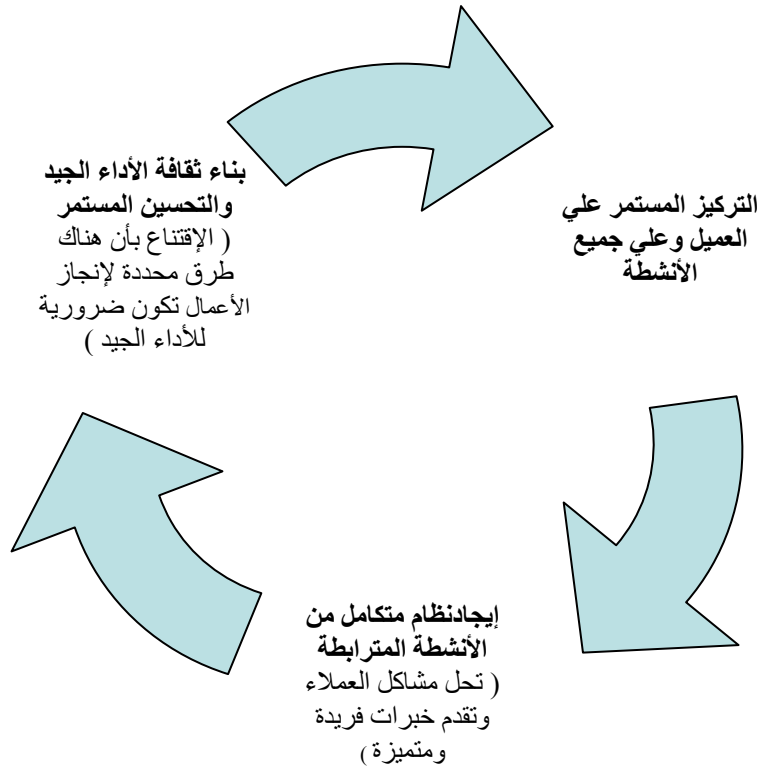 بناء ثقافة الأداء الجيد
والتحسين المستمر
( الإقتناع بأن هناك
طرق محددة لإنجاز
الأعمال تكون ضرورية
للأداء الجيد )
التركيز المستمر علي
العميل وعلي جميع
الأنشطة
إيجادنظام متكامل من
الأنشطة المترابطة
( تحل مشاكل العملاء
وتقدم خبرات فريدة
ومتميزة )